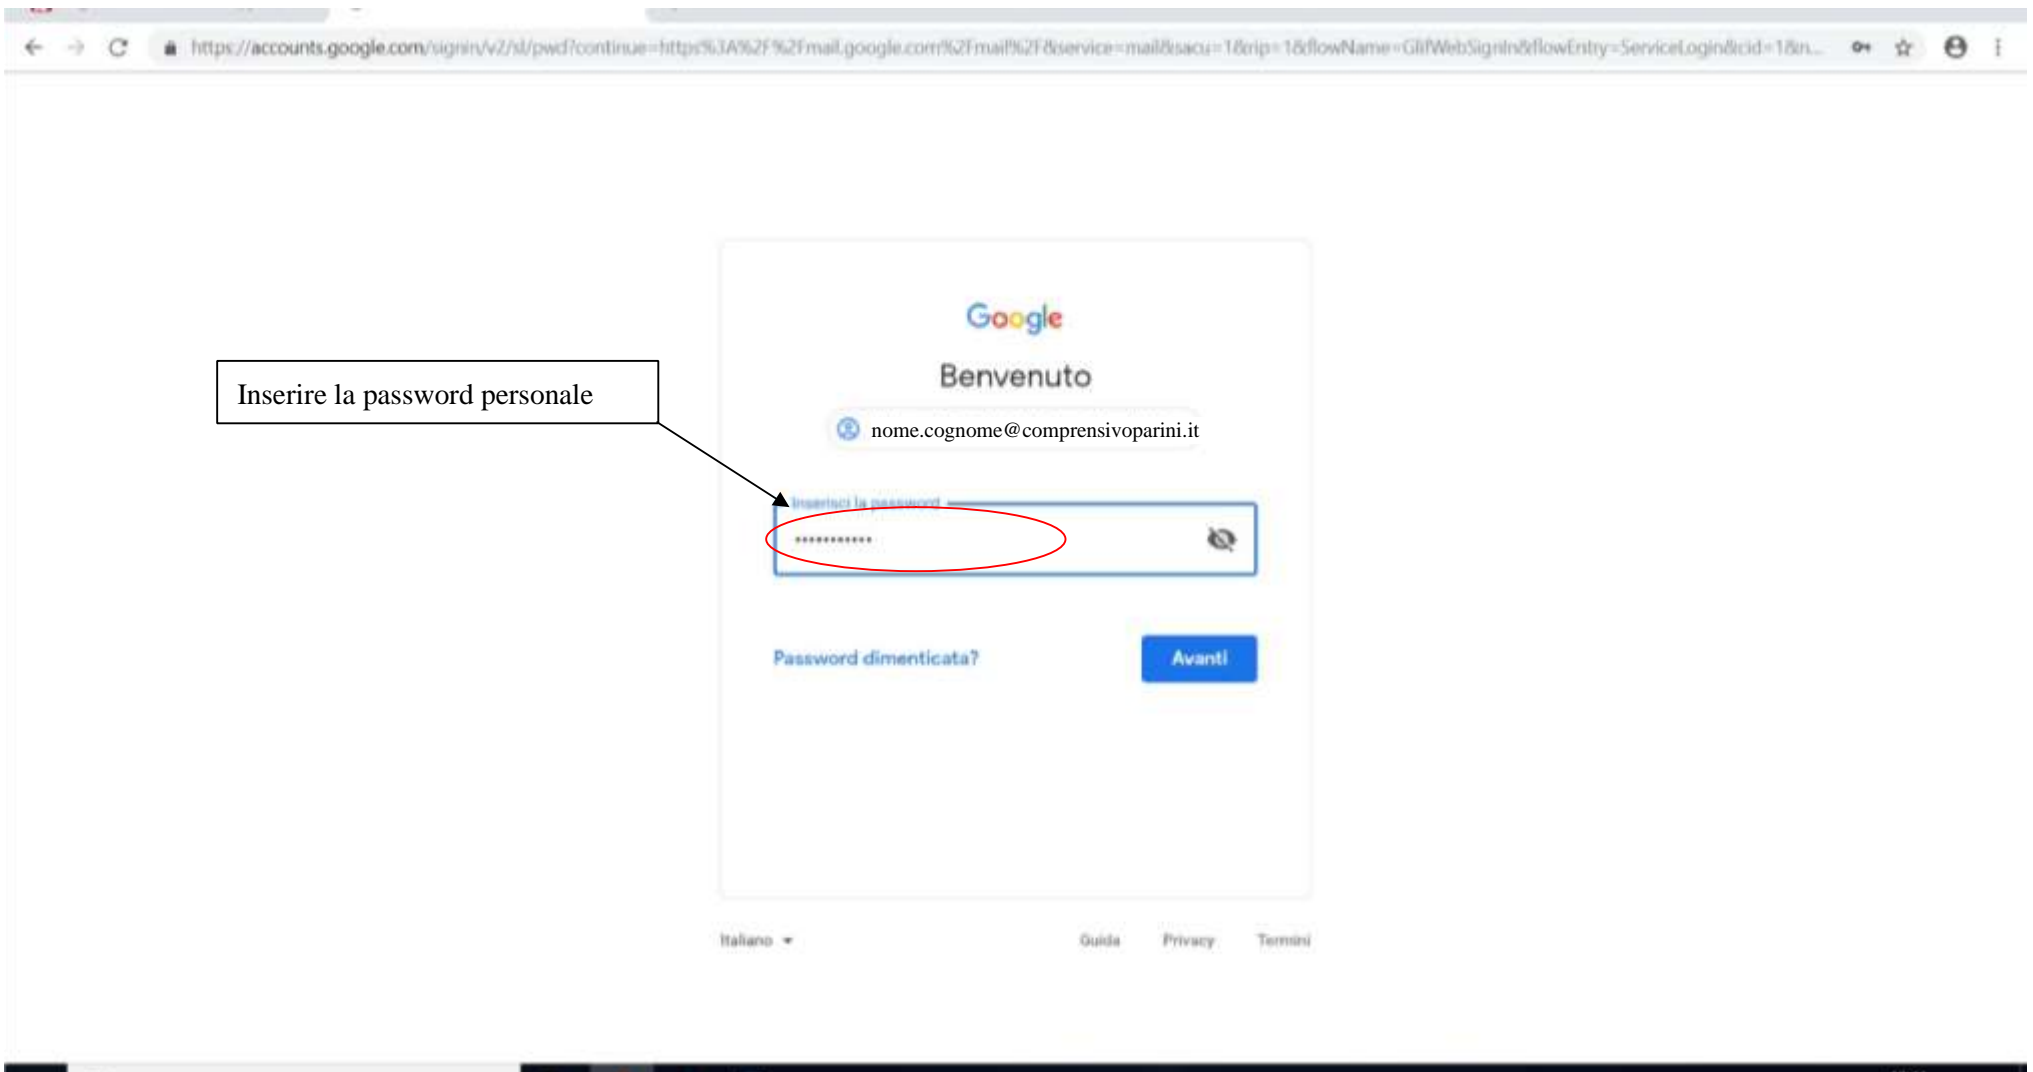 https://accounts.google.com/signin/v2/sl/pwd?continue=https%3A%2F%2Fmail.google.com%2Fmail%2F&service=mail&sacu=1&rip=1&flowName=GlifWebSignIn&flowEntry=ServiceLogin&cid=1&n...
Google
Benvenuto
Inserire la password personale
nome.cognome@comprensivoparini.it
Inserisci la password
Password dimenticata?
Avanti
Italiano
Guida
Privacy
Termini